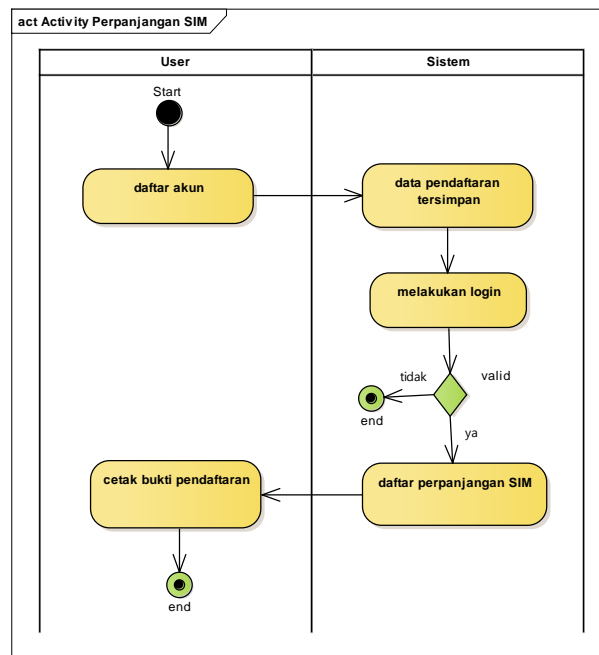 act Activity Perpanjangan SIM
User
Sistem
Start
daftar akun
data pendaftaran
tersimpan
melakukan login
tidak
valid
end
ya
cetak bukti pendaftaran
daftar perpanjangan SIM
end